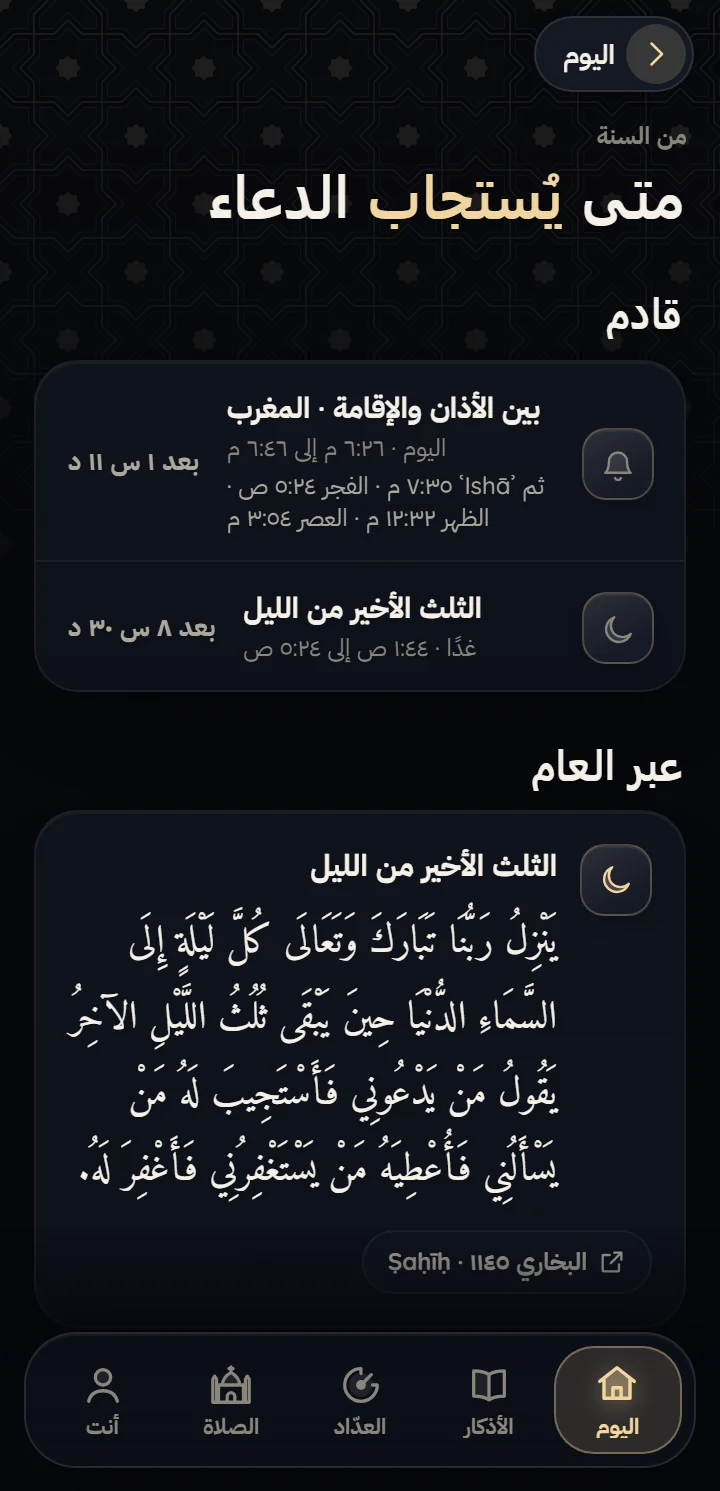 اليوم
من السنة
متى يُستجاب الدعاء
قادم
بين الأذان والإقامة · المغرب
اليوم · ٦:٢٦ م إلى ٦:٤٦ م
ثم ʿIshāʾ ٧:٣٥ م · الفجر ٥:٢٤ ص ·
الظهر ١٢:٣٢ م · العصر ٣:٥٤ م
بعد ١ س ١١ د
الثلث الأخير من الليل
غدًا · ١:٤٤ ص إلى ٥:٢٤ ص
بعد ٨ س ٣٠ د
عبر العام
الثلث الأخير من الليل
يَنْزِلُ رَبُّنَا تَبَارَكَ وَتَعَالَى كُلَّ لَيْلَةٍ إِلَى
السَّمَاءِ الدُّنْيَا حِينَ يَبْقَى ثُلُثُ اللَّيْلِ الآخِرُ
يَقُولُ مَنْ يَدْعُونِي فَأَسْتَجِيبَ لَهُ مَنْ
يَسْأَلُنِي فَأُعْطِيَهُ مَنْ يَسْتَغْفِرُنِي فَأَغْفِرَ لَهُ.
البخاري ١١٤٥ · Ṣaḥīḥ
اليوم
الأذكار
العدّاد
الصلاة
أنت